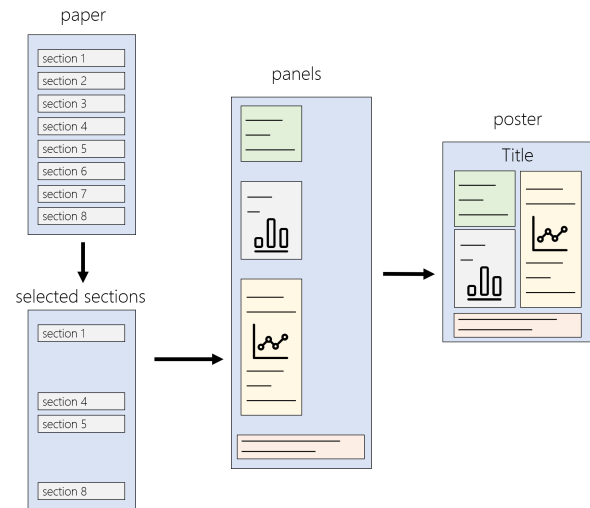 paper
section 1
section 2
section 3
section 4
section 5
section 6
section 7
section 8
selected sections
section 1
section 4
section 5
section 8
panels
poster
Title